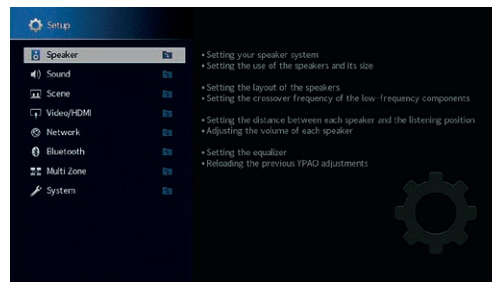 Setup
Speaker
Sound
Scene
Video/HDMI
Network
Bluetooth
Multi Zone
System
• Setting your speaker system
• Setting the use of the speakers and its size
• Setting the layout of the speakers
• Setting the crossover frequency of the low-frequency components
• Setting the distance between each speaker and the listening position
• Adjusting the volume of each speaker
• Setting the equalizer
• Reloading the previous YPAO adjustments